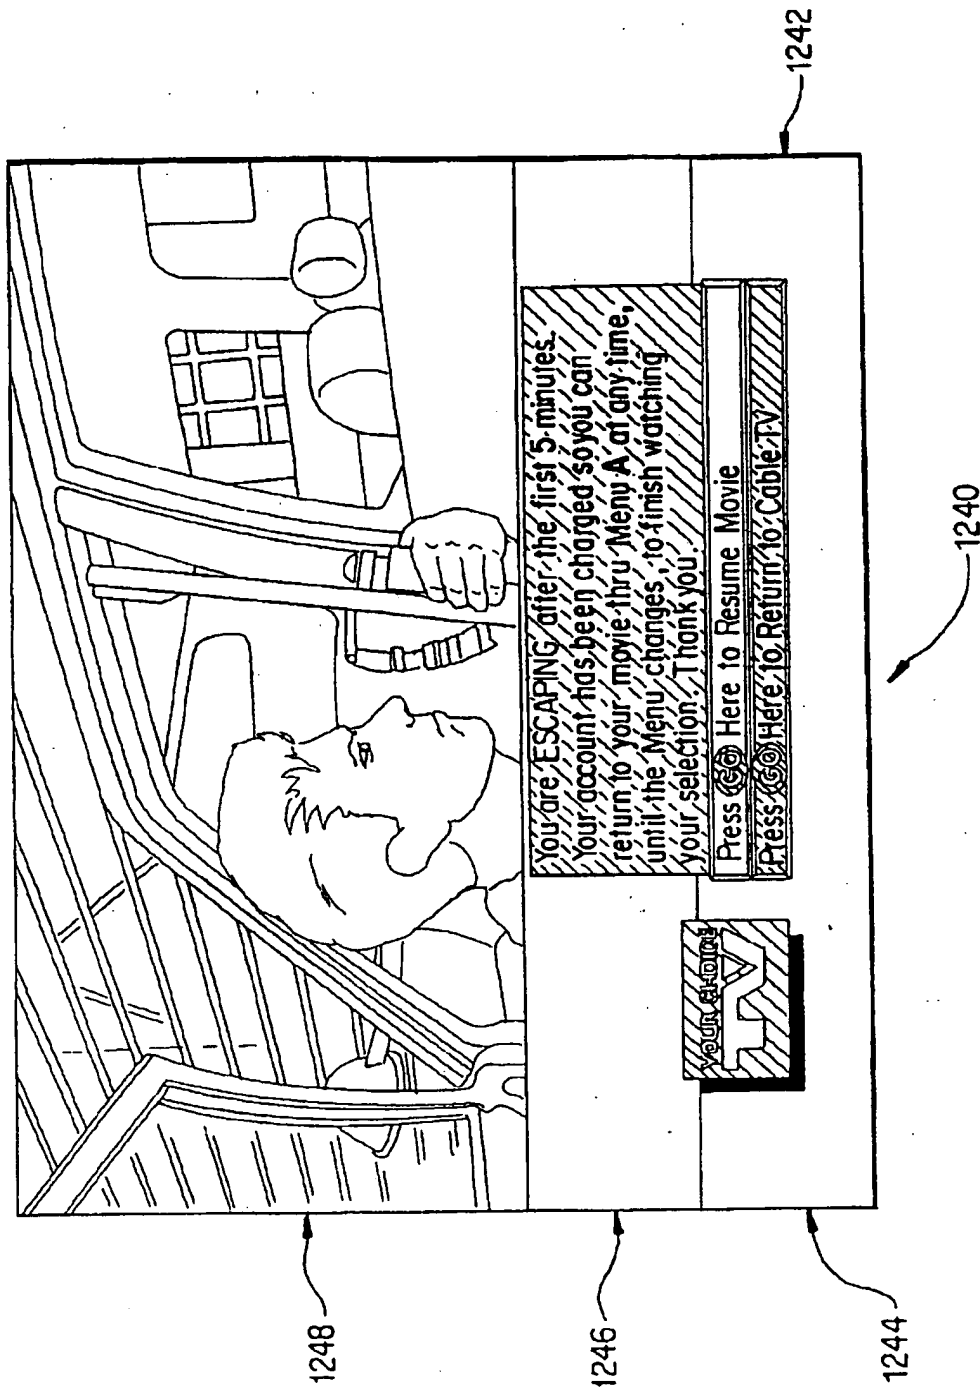 You are ESCAPING after the first 5 minutes.
Your account has been charged so you can
return to your movie thru Menu A at any time,
until the Menu changes, to finish watching
your selection. Thank you.
Press GO Here to Resume Movie
Press GO Here to Return to Cable TV
YOUR CHOICE
TV
1248
1246
1244
1242
1240